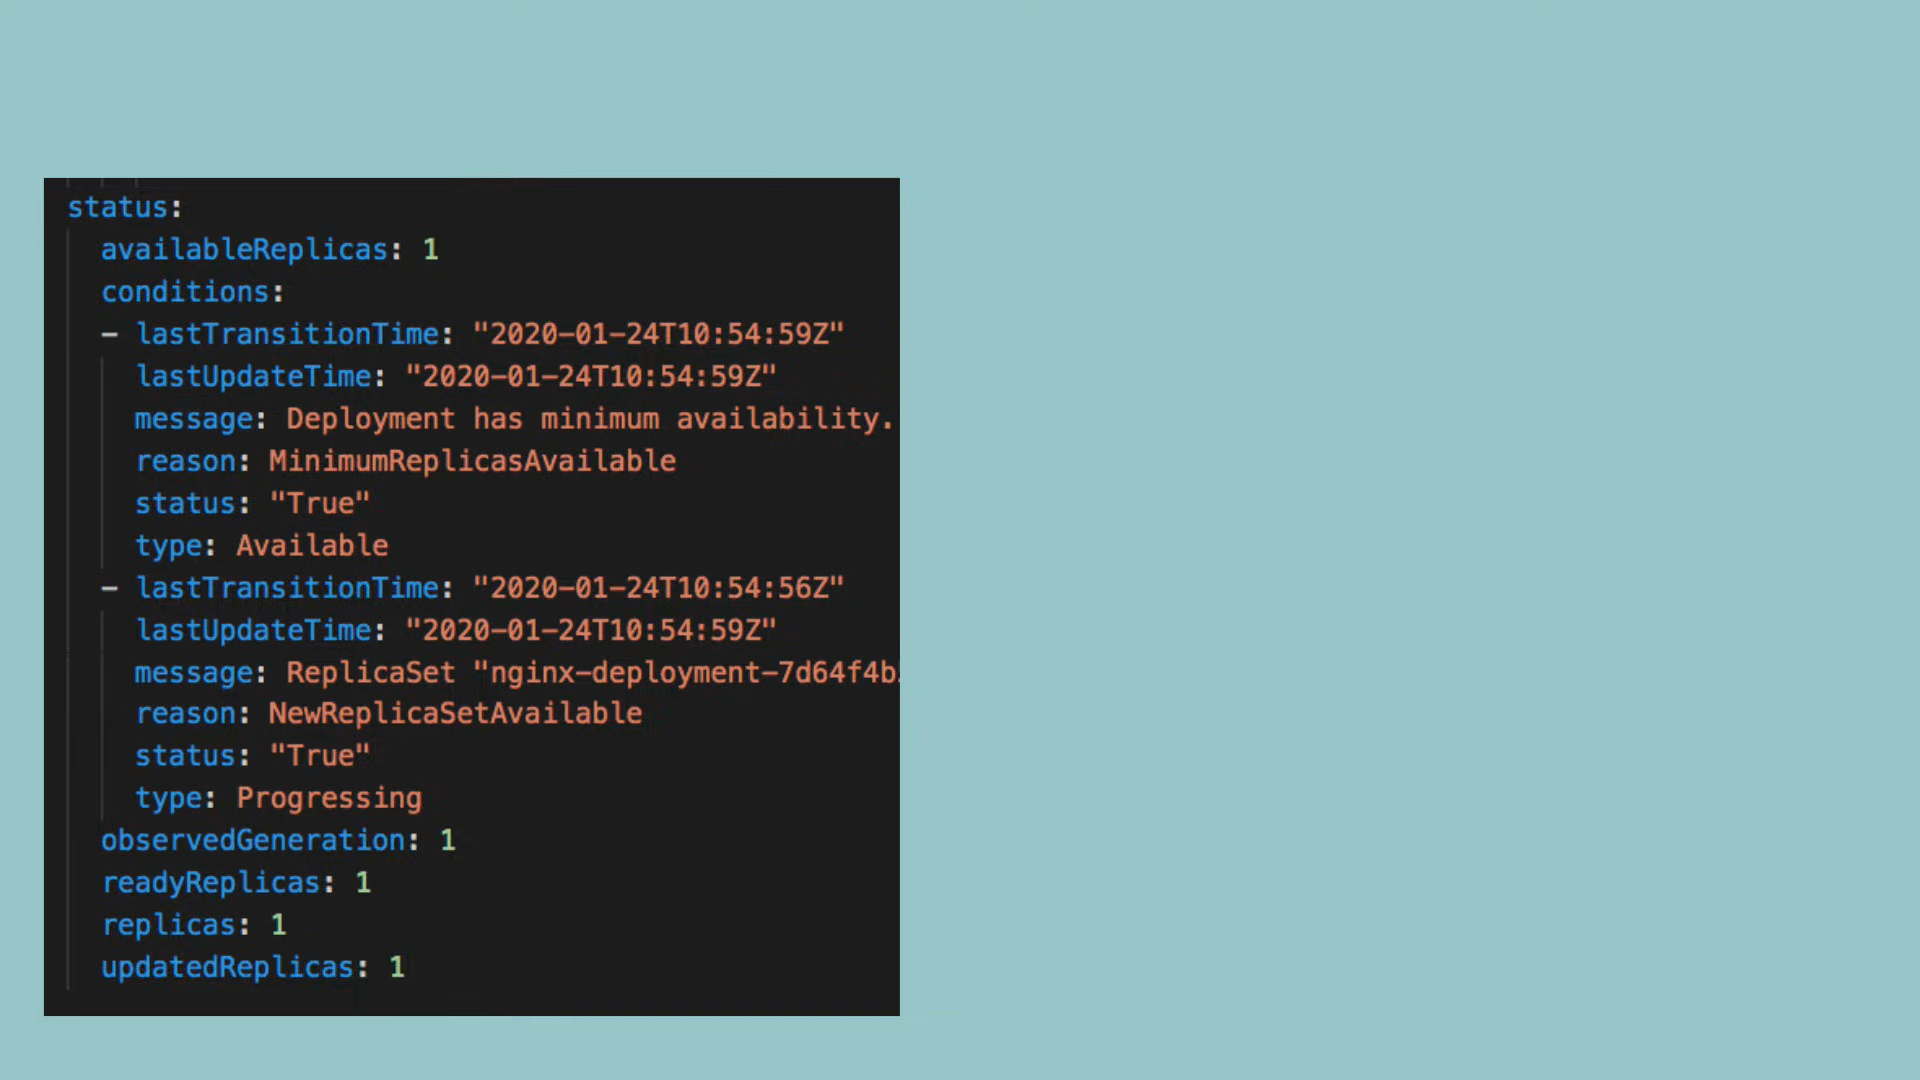 status:
availableReplicas: 1
conditions:
- lastTransitionTime: "2020-01-24T10:54:59Z"
lastUpdateTime: "2020-01-24T10:54:59Z"
message: Deployment has minimum availability.
reason: MinimumReplicasAvailable
status: "True"
type: Available
- lastTransitionTime: "2020-01-24T10:54:56Z"
lastUpdateTime: "2020-01-24T10:54:59Z"
message: ReplicaSet "nginx-deployment-7d64f4b
reason: NewReplicaSetAvailable
status: "True"
type: Progressing
observedGeneration: 1
readyReplicas: 1
replicas: 1
updatedReplicas: 1